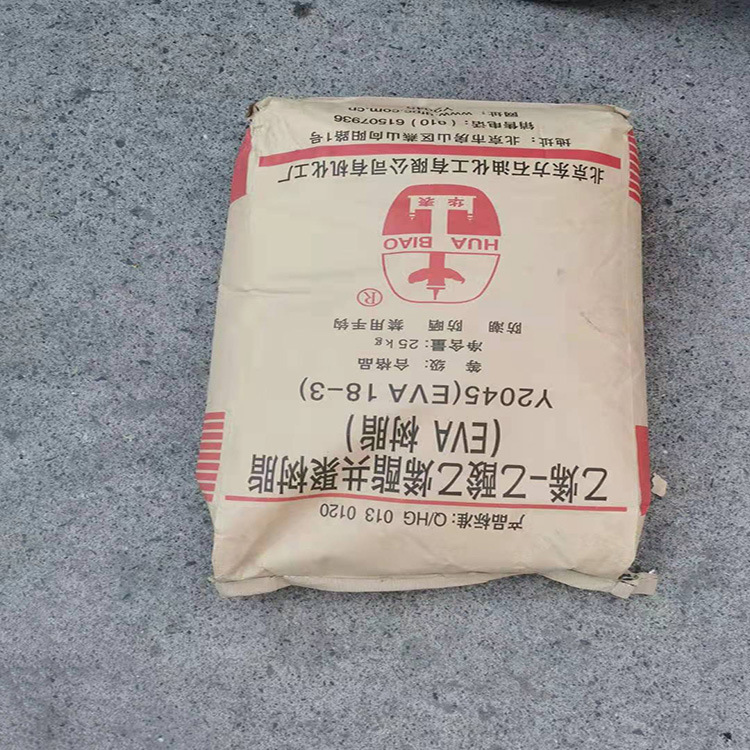 产品标准：Q/HG 013 0120
乙烯-乙酸乙烯酯共聚树脂
(EVA 树脂)
Y2045(EVA 18-3)
等 级：合格品
净含量：25kg
防潮 防晒 禁用手钩
®
HUA BIAO
华表
北京东方石油化工有限公司有机化工厂
地址：北京市房山区燕山向阳路1号
销售电话：(010) 61507936